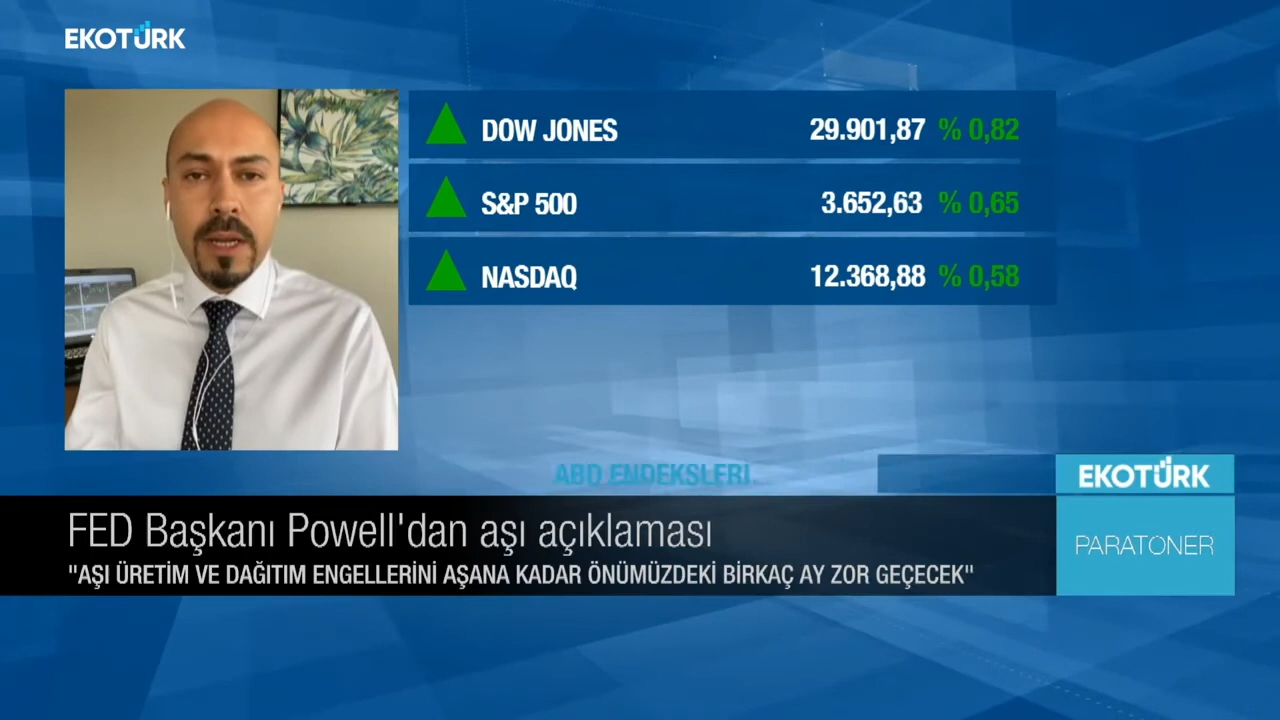 EKOTÜRK
DOW JONES 29.901,87 % 0,82
S&P 500 3.652,63 % 0,65
NASDAQ 12.368,88 % 0,58
ABD ENDEKSLERİ
EKOTÜRK
FED Başkanı Powell'dan aşı açıklaması
"AŞI ÜRETİM VE DAĞITIM ENGELLERİNİ AŞANA KADAR ÖNÜMÜZDEKİ BİRKAÇ AY ZOR GEÇECEK"
PARATONER